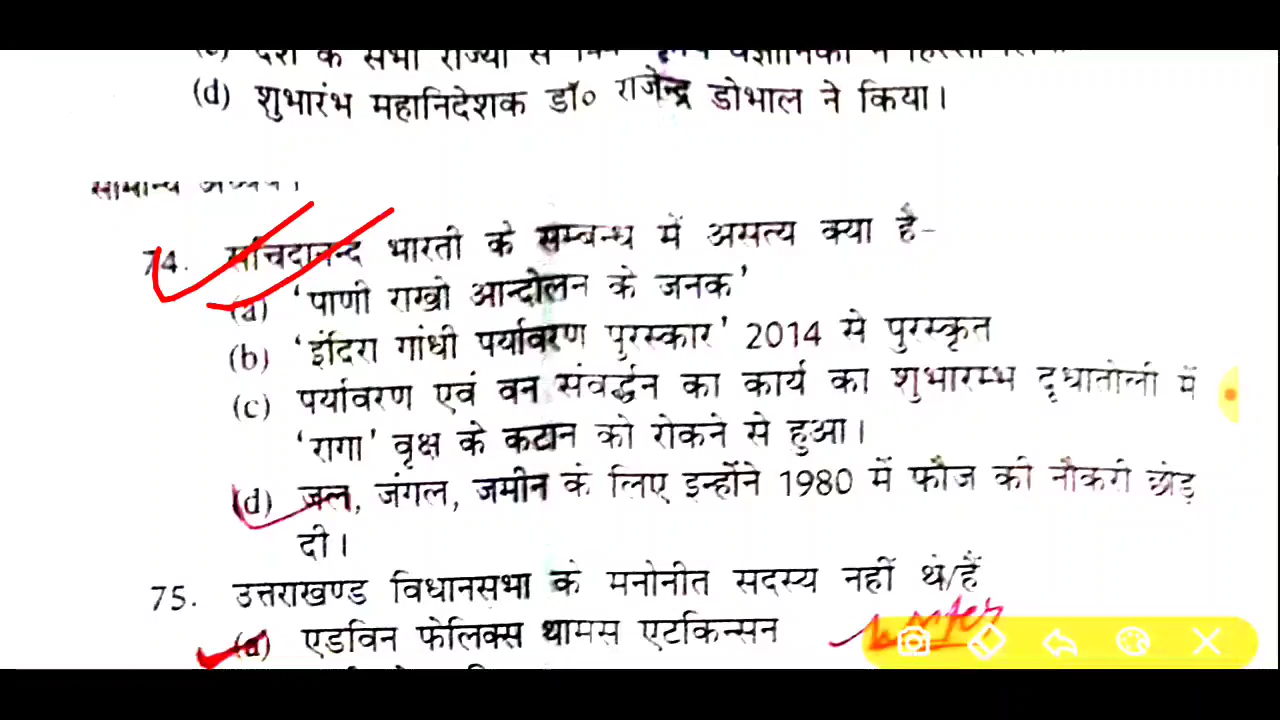 देश के सभी राज्यों से
(d) शुभारंभ महानिदेशक डॉ० राजेन्द्र डोभाल ने किया।
सामान्य
74. सच्चिदानन्द भारती के सम्बन्ध में असत्य क्या है-
(a) 'पाणी राखो आन्दोलन के जनक'
(b) 'इंदिरा गांधी पर्यावरण पुरस्कार' 2014 से पुरस्कृत
(c) पर्यावरण एवं वन संवर्द्धन का कार्य का शुभारम्भ दूधातोली में
'रागा' वृक्ष के कटान को रोकने से हुआ।
(d) जल, जंगल, जमीन के लिए इन्होंने 1980 में फौज की नौकरी छोड़
दी।
75. उत्तराखण्ड विधानसभा के मनोनीत सदस्य नहीं थे/हैं
(a) एडविन फेलिक्स थामस एटकिन्सन